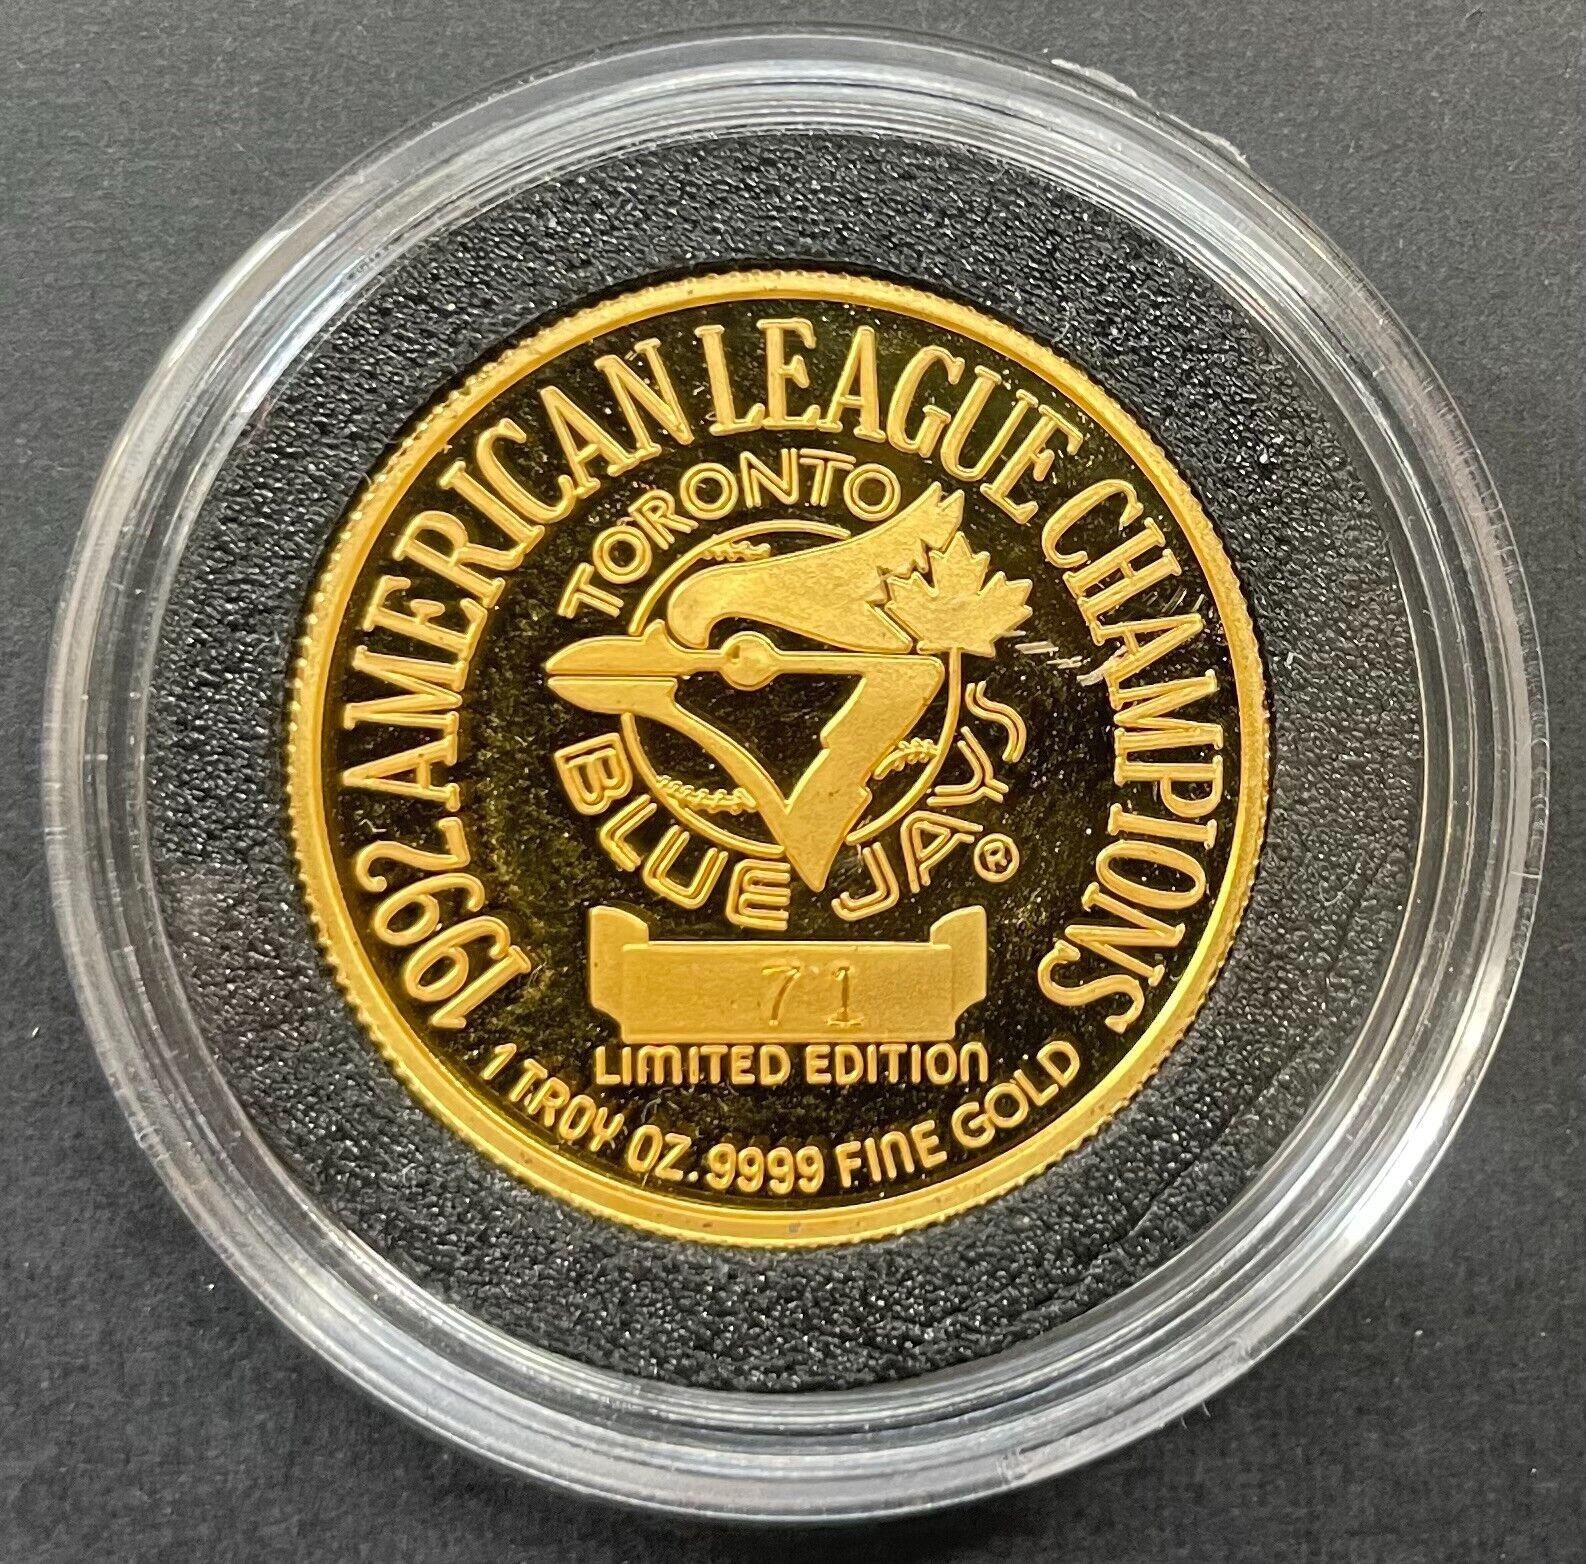 1992 AMERICAN LEAGUE CHAMPIONS
TORONTO
BLUE JAYS®
71
LIMITED EDITION
1 TROY OZ. 9999 FINE GOLD